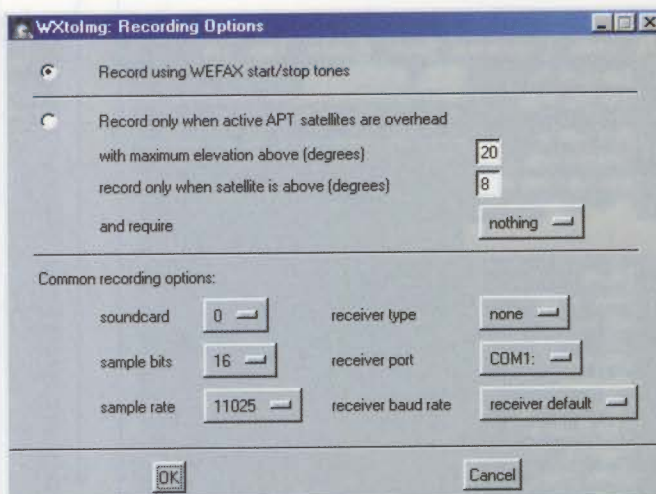 WXtoImg: Recording Options
Record using WEFAX start/stop tones
Record only when active APT satellites are overhead
with maximum elevation above (degrees) 20
record only when satellite is above (degrees) 8
and require nothing
Common recording options:
soundcard 0 receiver type none
sample bits 16 receiver port COM1:
sample rate 11025 receiver baud rate receiver default
OK Cancel